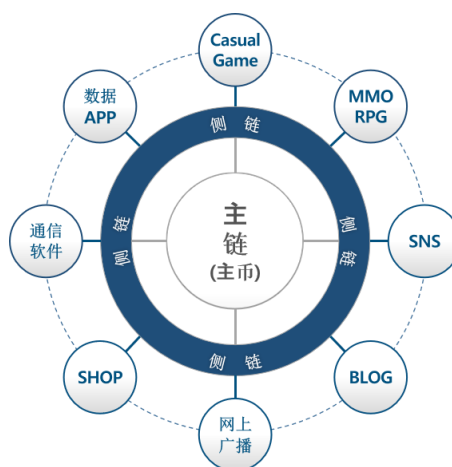 Casual
Game
数据
APP
MMO
RPG
侧 链
通信
软件
侧 链
主
链
(主币)
侧 链
SNS
侧 链
SHOP
BLOG
网上
广播